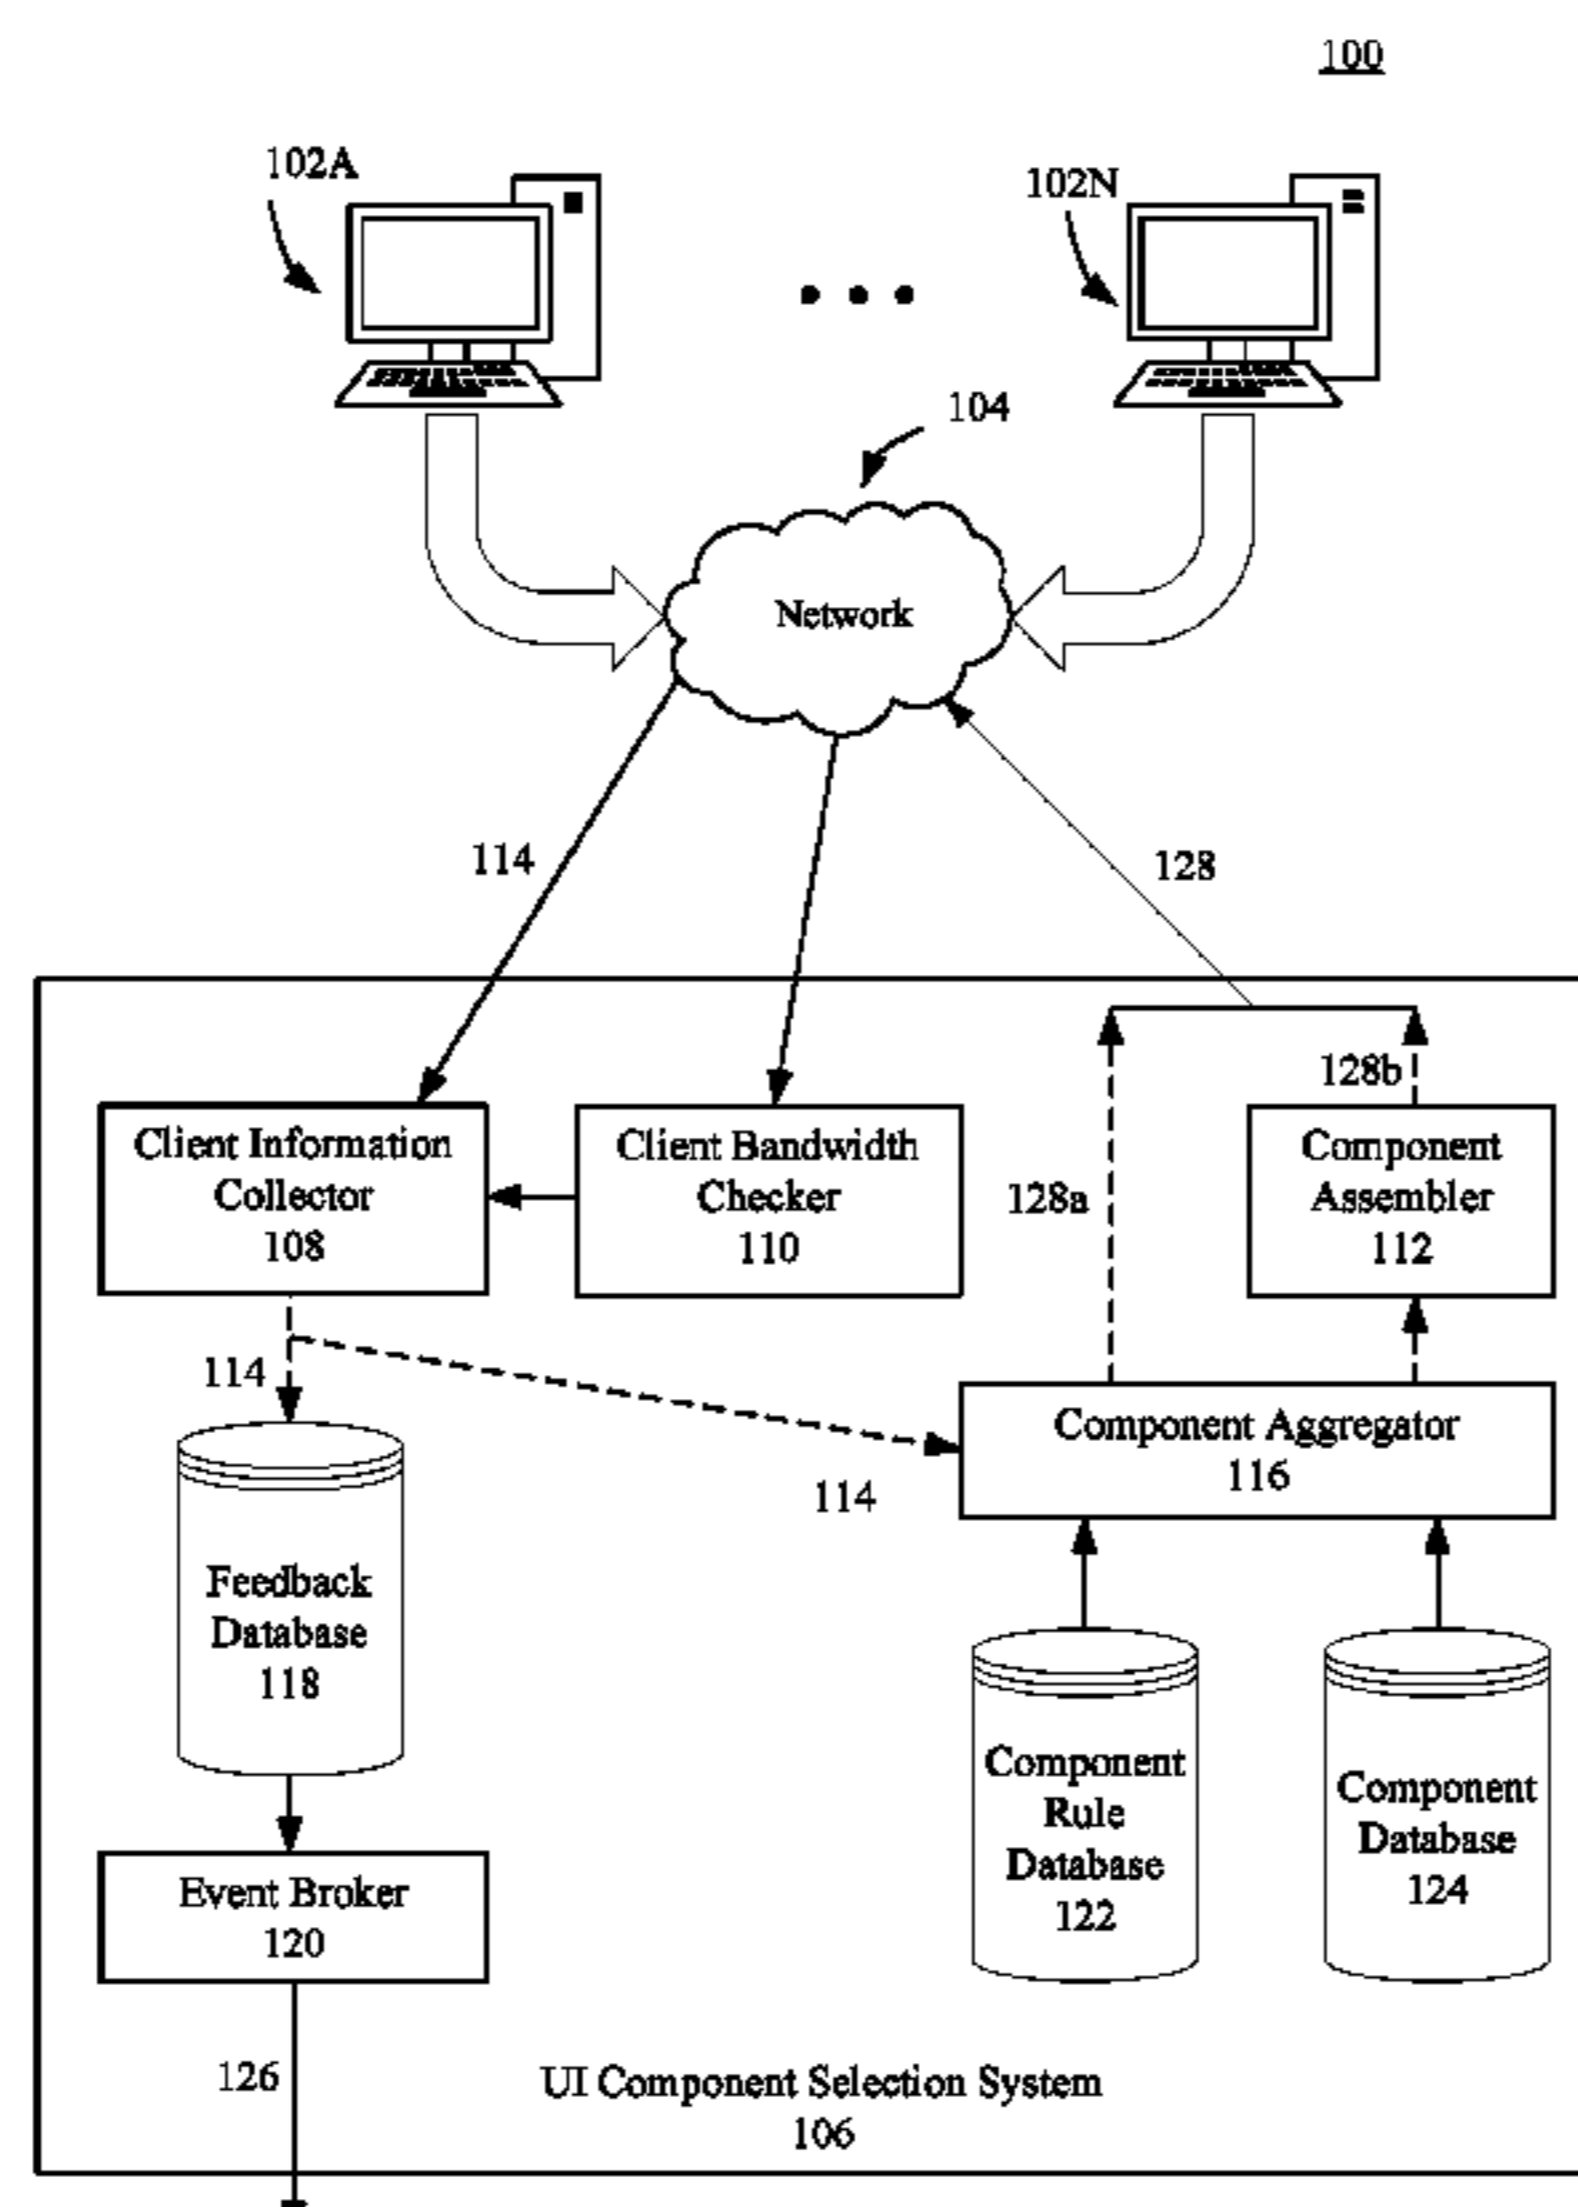 100
102A
102N
104
Network
114
128
128b
Client Information
Collector
108
Client Bandwidth
Checker
110
128a
Component
Assembler
112
114
Component Aggregator
116
114
Feedback
Database
118
Component
Rule
Database
122
Component
Database
124
Event Broker
120
126
UI Component Selection System
106